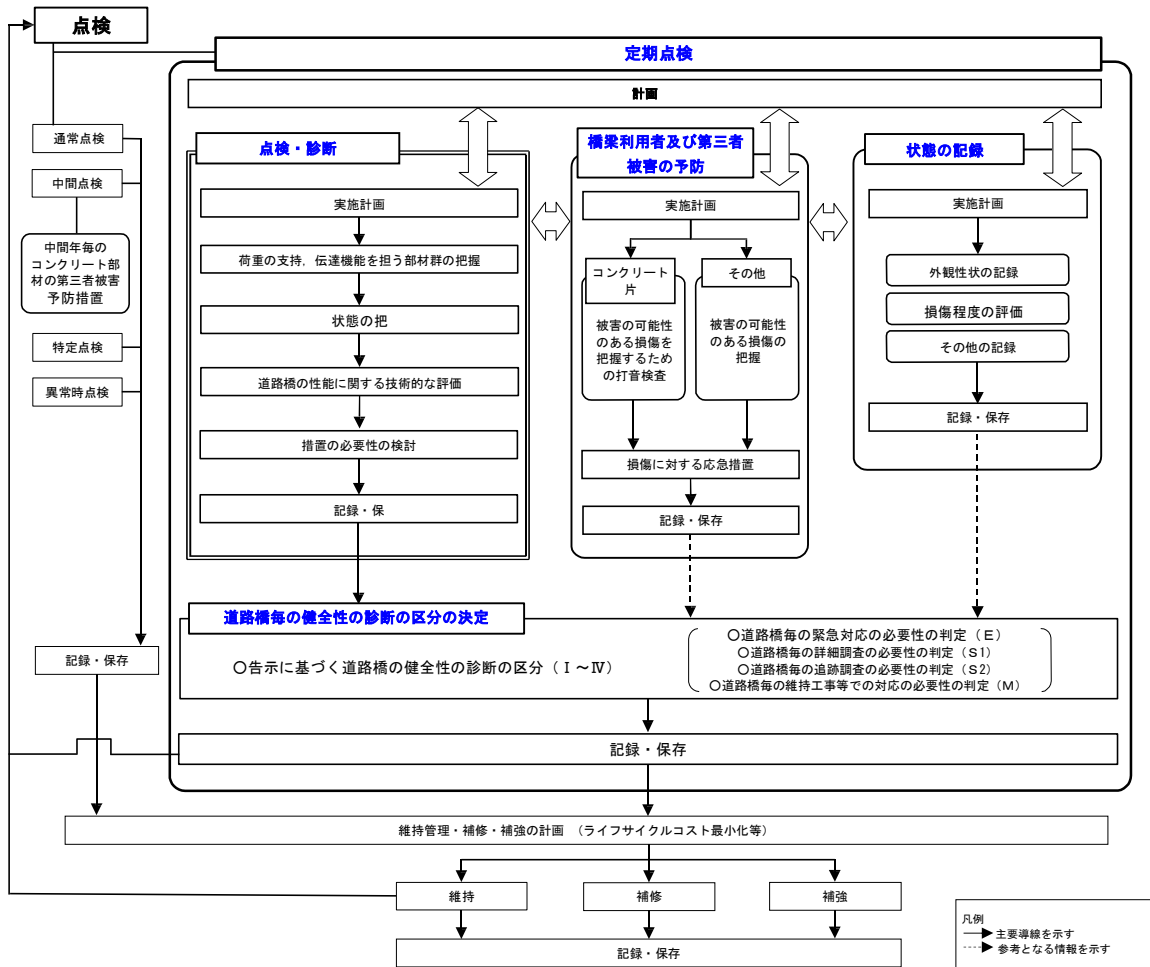 点検
定期点検
計画
通常点検
中間点検
中間年毎の
コンクリート部
材の第三者被害
予防措置
特定点検
異常時点検
記録・保存
点検・診断
実施計画
荷重の支持，伝達機能を担う部材群の把握
状態の把
道路橋の性能に関する技術的な評価
措置の必要性の検討
記録・保
橋梁利用者及び第三者
被害の予防
実施計画
コンクリート
片
被害の可能性
のある損傷を
把握するため
の打音検査
その他
被害の可能性
のある損傷の
把握
損傷に対する応急措置
記録・保存
状態の記録
実施計画
外観性状の記録
損傷程度の評価
その他の記録
記録・保存
道路橋毎の健全性の診断の区分の決定
○告示に基づく道路橋の健全性の診断の区分（Ⅰ～Ⅳ）
○道路橋毎の緊急対応の必要性の判定（E）
○道路橋毎の詳細調査の必要性の判定（S1）
○道路橋毎の追跡調査の必要性の判定（S2）
○道路橋毎の維持工事等での対応の必要性の判定（M）
記録・保存
維持管理・補修・補強の計画　（ライフサイクルコスト最小化等）
維持
補修
補強
記録・保存
凡例
主要導線を示す
参考となる情報を示す